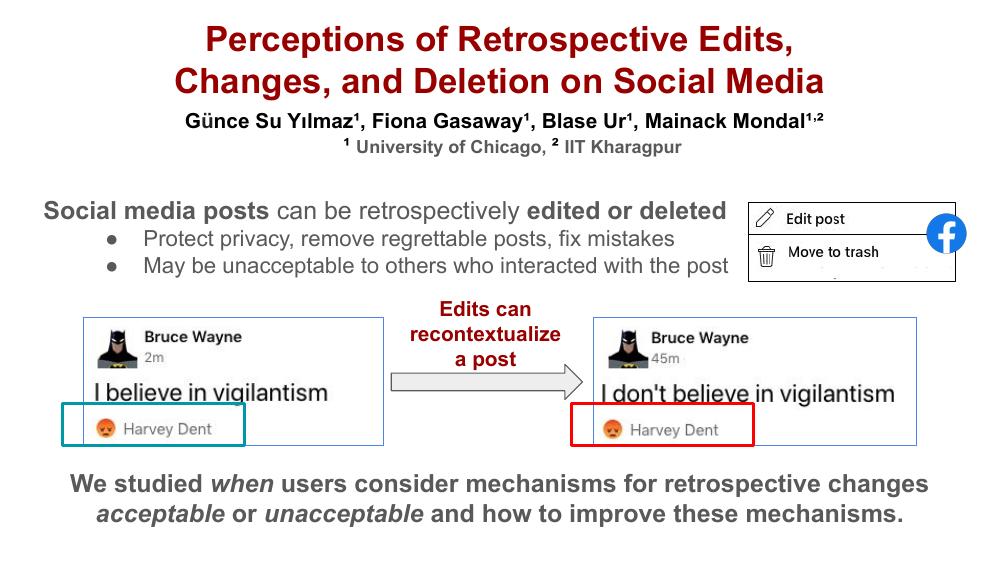 Perceptions of Retrospective Edits,
Changes, and Deletion on Social Media
Günce Su Yılmaz¹, Fiona Gasaway¹, Blase Ur¹, Mainack Mondal¹,²
¹ University of Chicago, ² IIT Kharagpur
Social media posts can be retrospectively edited or deleted
● Protect privacy, remove regrettable posts, fix mistakes
● May be unacceptable to others who interacted with the post
Edit post
Move to trash
Edits can
recontextualize
a post
Bruce Wayne
2m
I believe in vigilantism
Harvey Dent
Bruce Wayne
45m
I don't believe in vigilantism
Harvey Dent
We studied when users consider mechanisms for retrospective changes
acceptable or unacceptable and how to improve these mechanisms.